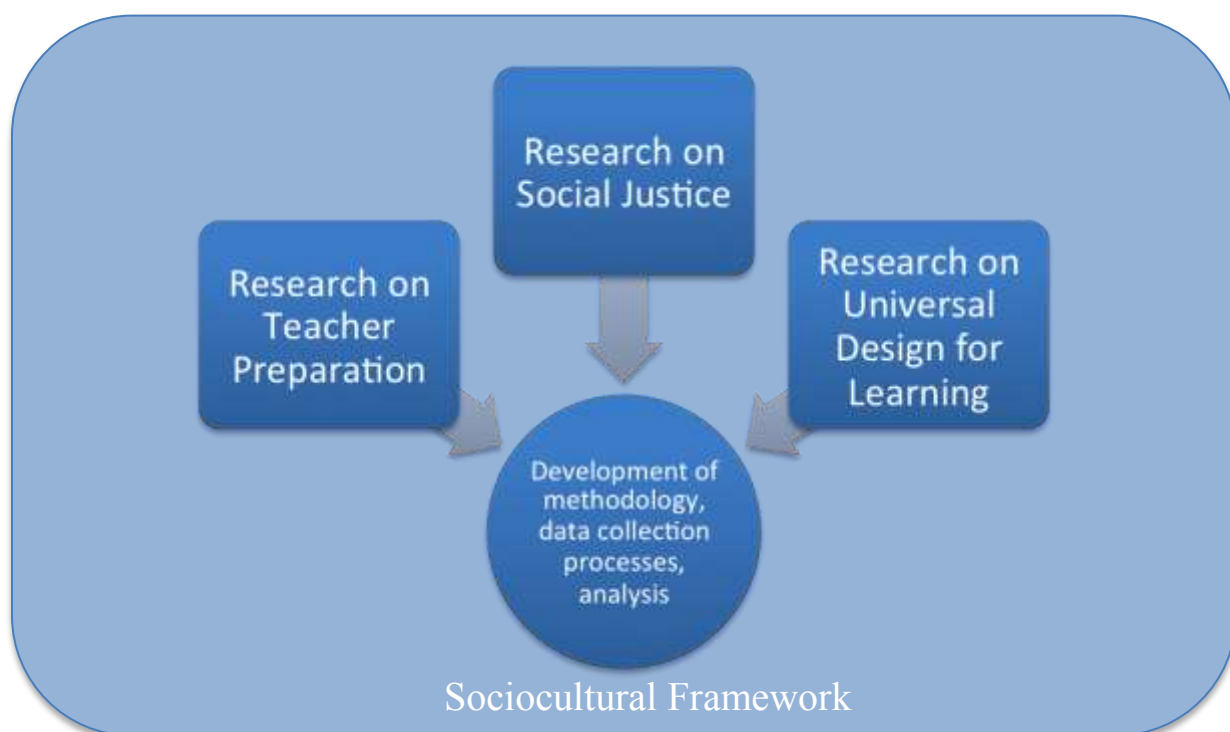 Research on
Social Justice
Research on
Teacher
Preparation
Research on
Universal
Design for
Learning
Development of
methodology,
data collection
processes,
analysis
Sociocultural Framework